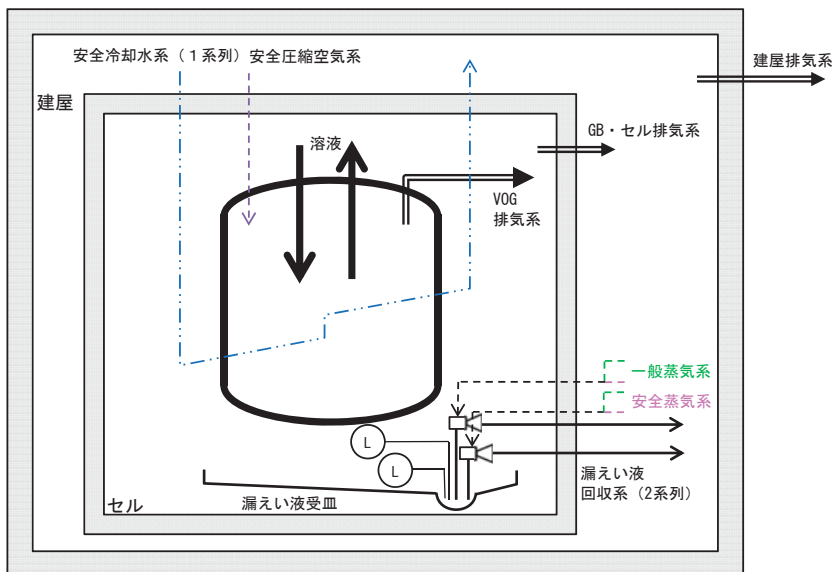 安全冷却水系（１系列）
安全圧縮空気系
建屋排気系
建屋
GB・セル排気系
溶液
VOG
排気系
一般蒸気系
安全蒸気系
L
L
漏えい液
回収系（2系列）
漏えい液受皿
セル